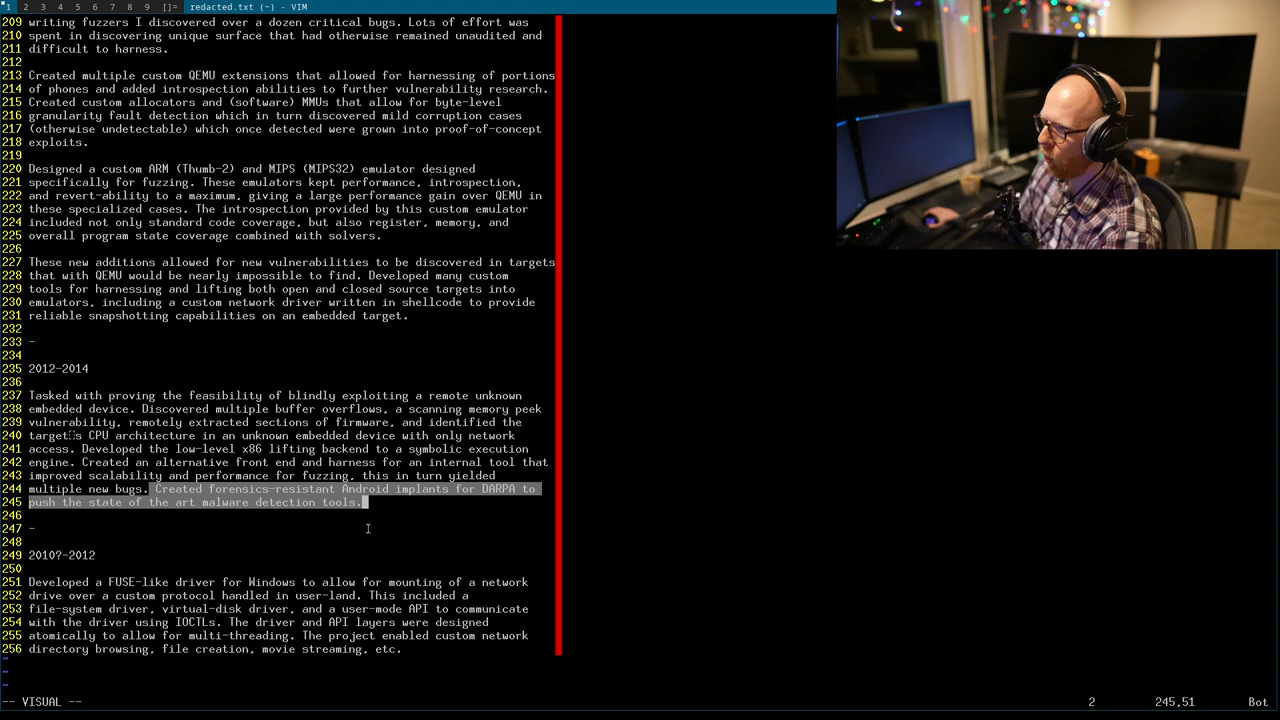 1 2 3 4 5 6 7 8 9 []= redacted.txt (~) - VIM
209 writing fuzzers I discovered over a dozen critical bugs. Lots of effort was
210 spent in discovering unique surface that had otherwise remained unaudited and
211 difficult to harness.
212
213 Created multiple custom QEMU extensions that allowed for harnessing of portions
214 of phones and added introspection abilities to further vulnerability research.
215 Created custom allocators and (software) MMUs that allow for byte-level
216 granularity fault detection which in turn discovered mild corruption cases
217 (otherwise undetectable) which once detected were grown into proof-of-concept
218 exploits.
219
220 Designed a custom ARM (Thumb-2) and MIPS (MIPS32) emulator designed
221 specifically for fuzzing. These emulators kept performance, introspection,
222 and revert-ability to a maximum, giving a large performance gain over QEMU in
223 these specialized cases. The introspection provided by this custom emulator
224 included not only standard code coverage, but also register, memory, and
225 overall program state coverage combined with solvers.
226
227 These new additions allowed for new vulnerabilities to be discovered in targets
228 that with QEMU would be nearly impossible to find. Developed many custom
229 tools for harnessing and lifting both open and closed source targets into
230 emulators, including a custom network driver written in shellcode to provide
231 reliable snapshotting capabilities on an embedded target.
232
233 -
234
235 2012-2014
236
237 Tasked with proving the feasibility of blindly exploiting a remote unknown
238 embedded device. Discovered multiple buffer overflows, a scanning memory peek
239 vulnerability, remotely extracted sections of firmware, and identified the
240 target's CPU architecture in an unknown embedded device with only network
241 access. Developed the low-level x86 lifting backend to a symbolic execution
242 engine. Created an alternative front end and harness for an internal tool that
243 improved scalability and performance for fuzzing, this in turn yielded
244 multiple new bugs. Created forensics-resistant Android implants for DARPA to
245 push the state of the art malware detection tools.
246
247 -
248
249 2010?-2012
250
251 Developed a FUSE-like driver for Windows to allow for mounting of a network
252 drive over a custom protocol handled in user-land. This included a
253 file-system driver, virtual-disk driver, and a user-mode API to communicate
254 with the driver using IOCTLs. The driver and API layers were designed
255 atomically to allow for multi-threading. The project enabled custom network
256 directory browsing, file creation, movie streaming, etc.
~
~
~
-- VISUAL -- 2 245,51 Bot